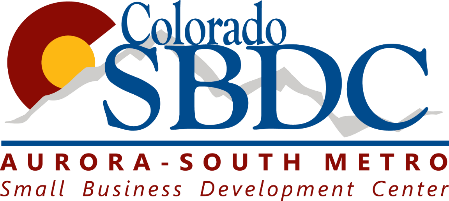 Colorado
SBDC
AURORA-SOUTH METRO
Small Business Development Center